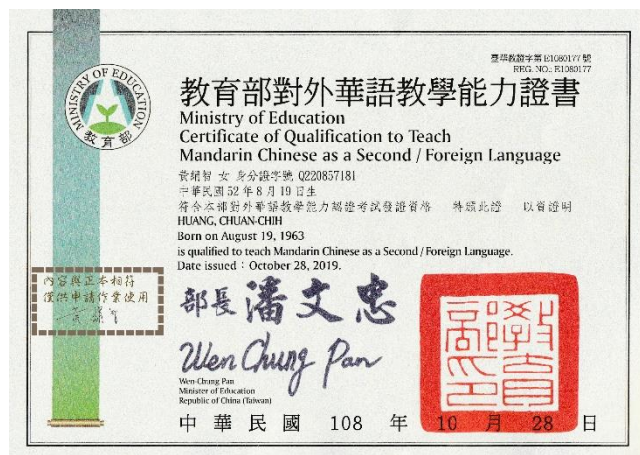 臺華教證字第 E1080177 號
REG. NO.: E1080177
MINISTRY OF EDUCATION
教育部
教育部對外華語教學能力證書
Ministry of Education
Certificate of Qualification to Teach
Mandarin Chinese as a Second / Foreign Language
黃絹智 女 身分證字號 Q220857181
中華民國 52 年 8 月 19 日生
符合本部對外華語教學能力認證考試發證資格 特頒此證 以資證明
HUANG, CHUAN-CHIH
Born on August 19, 1963
is qualified to teach Mandarin Chinese as a Second / Foreign Language.
Date issued : October 28, 2019.
內容與正本相符
僅供申請作業使用
部長 潘文忠
Wen Chung Pan
Wen-Chung Pan
Minister of Education
Republic of China (Taiwan)
教育部印
中 華 民 國 108 年 10 月 28 日